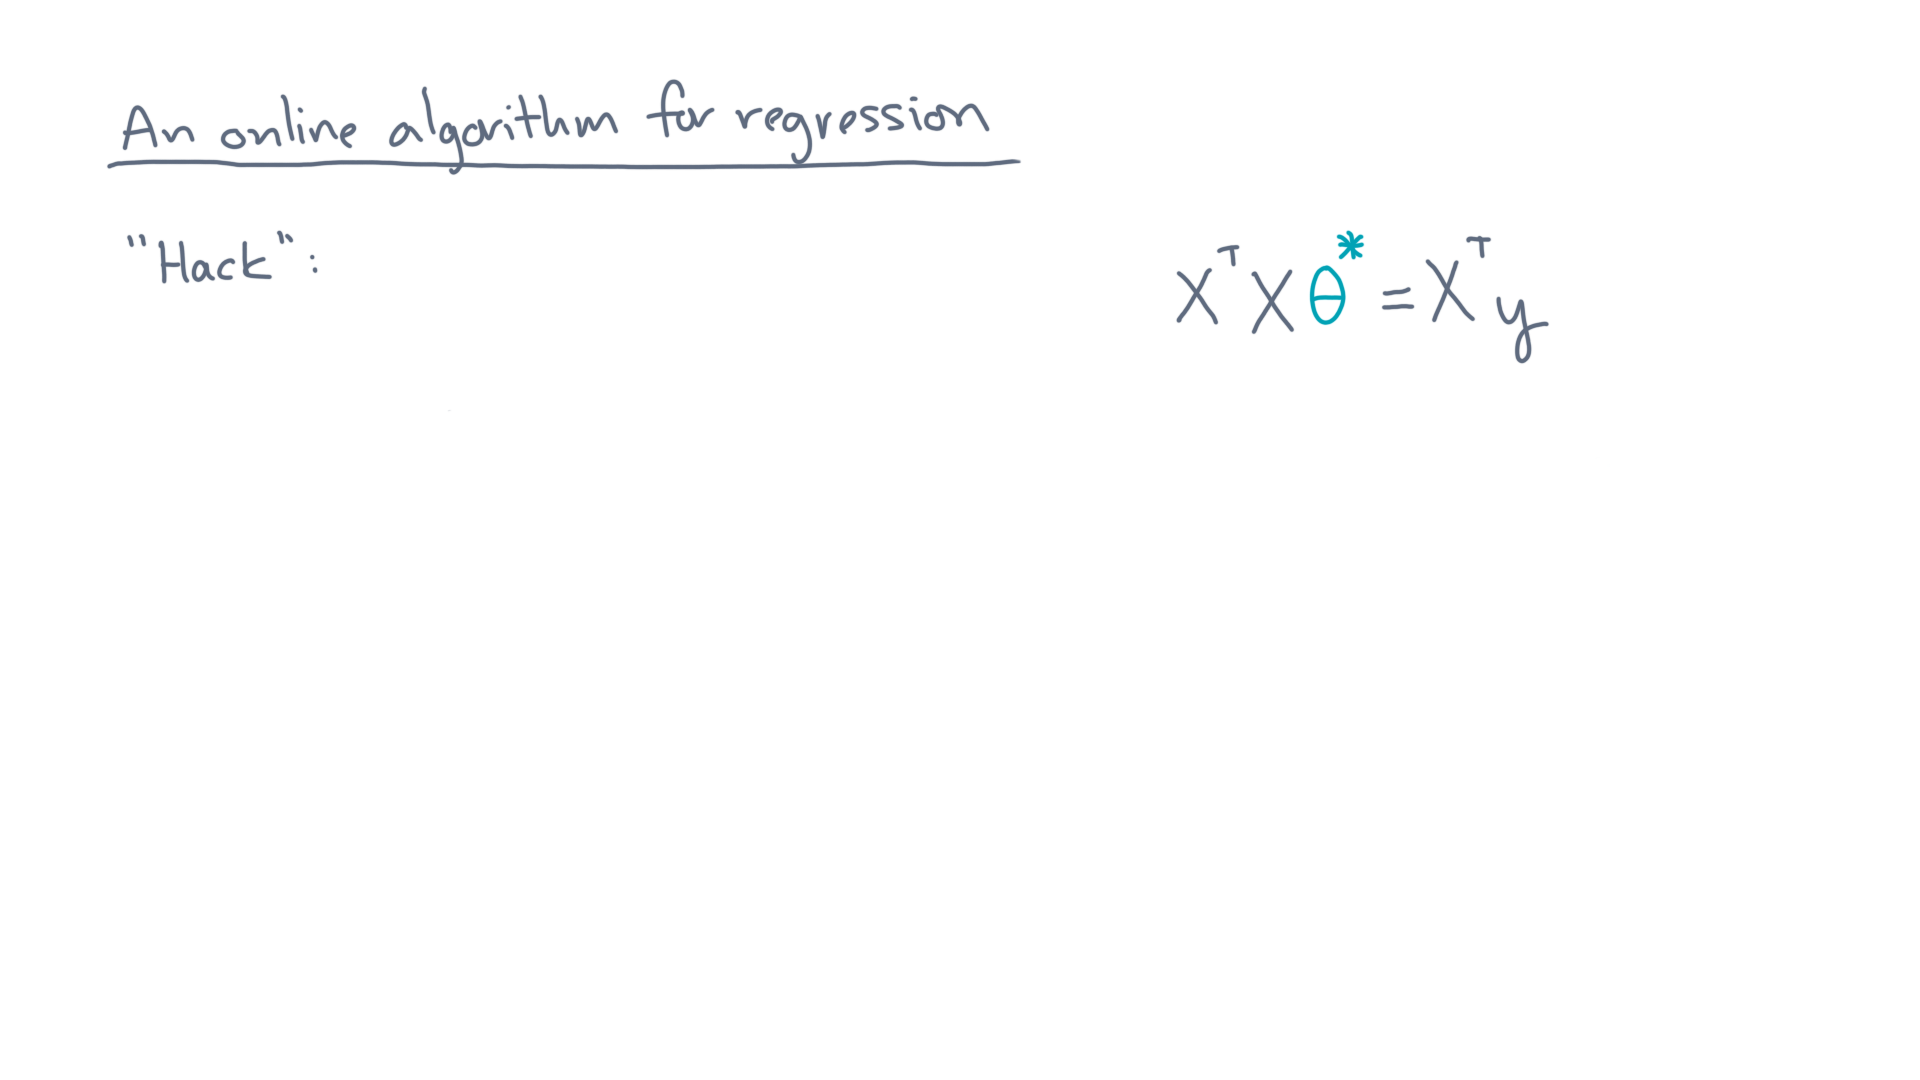 An online algorithm for regression
"Hack":
XᵀXθ* = Xᵀy